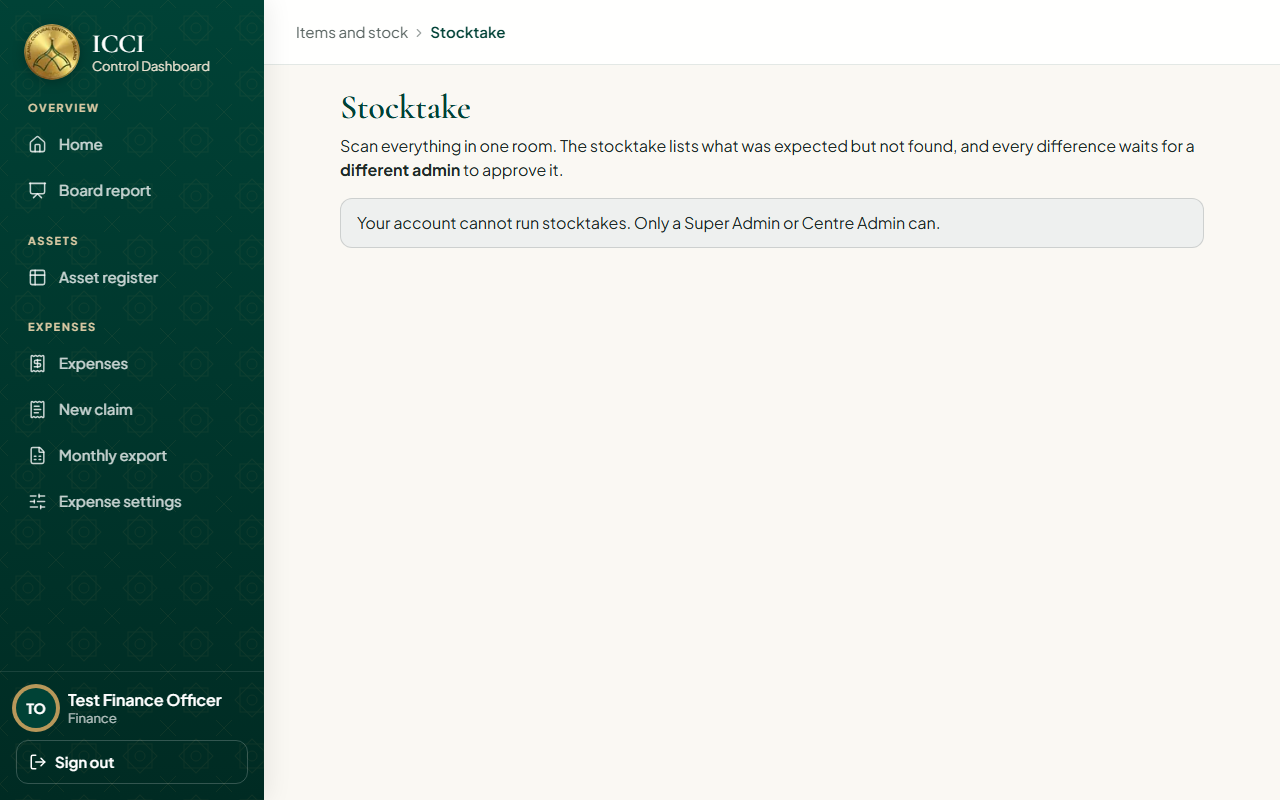 ICCI
Control Dashboard
OVERVIEW
Home
Board report
ASSETS
Asset register
EXPENSES
Expenses
New claim
Monthly export
Expense settings
TO
Test Finance Officer
Finance
Sign out
Items and stock > Stocktake
Stocktake
Scan everything in one room. The stocktake lists what was expected but not found, and every difference waits for a
different admin to approve it.
Your account cannot run stocktakes. Only a Super Admin or Centre Admin can.